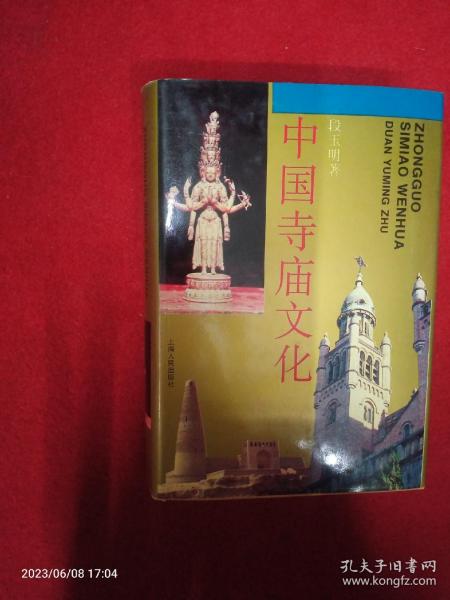 ZHONGGUO
SIMIAO WENHUA
DUAN YUMING ZHU
段玉明著
中国寺庙文化
上海人民出版社
2023/06/08 17:04
孔夫子旧书网
www.kongfz.com